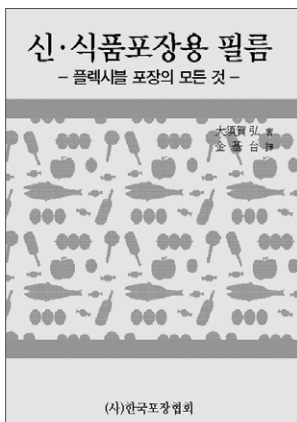 신·식품포장용 필름
- 플렉시블 포장의 모든 것 -
大須賀 弘 著
金 基 台 譯
(사)한국포장협회